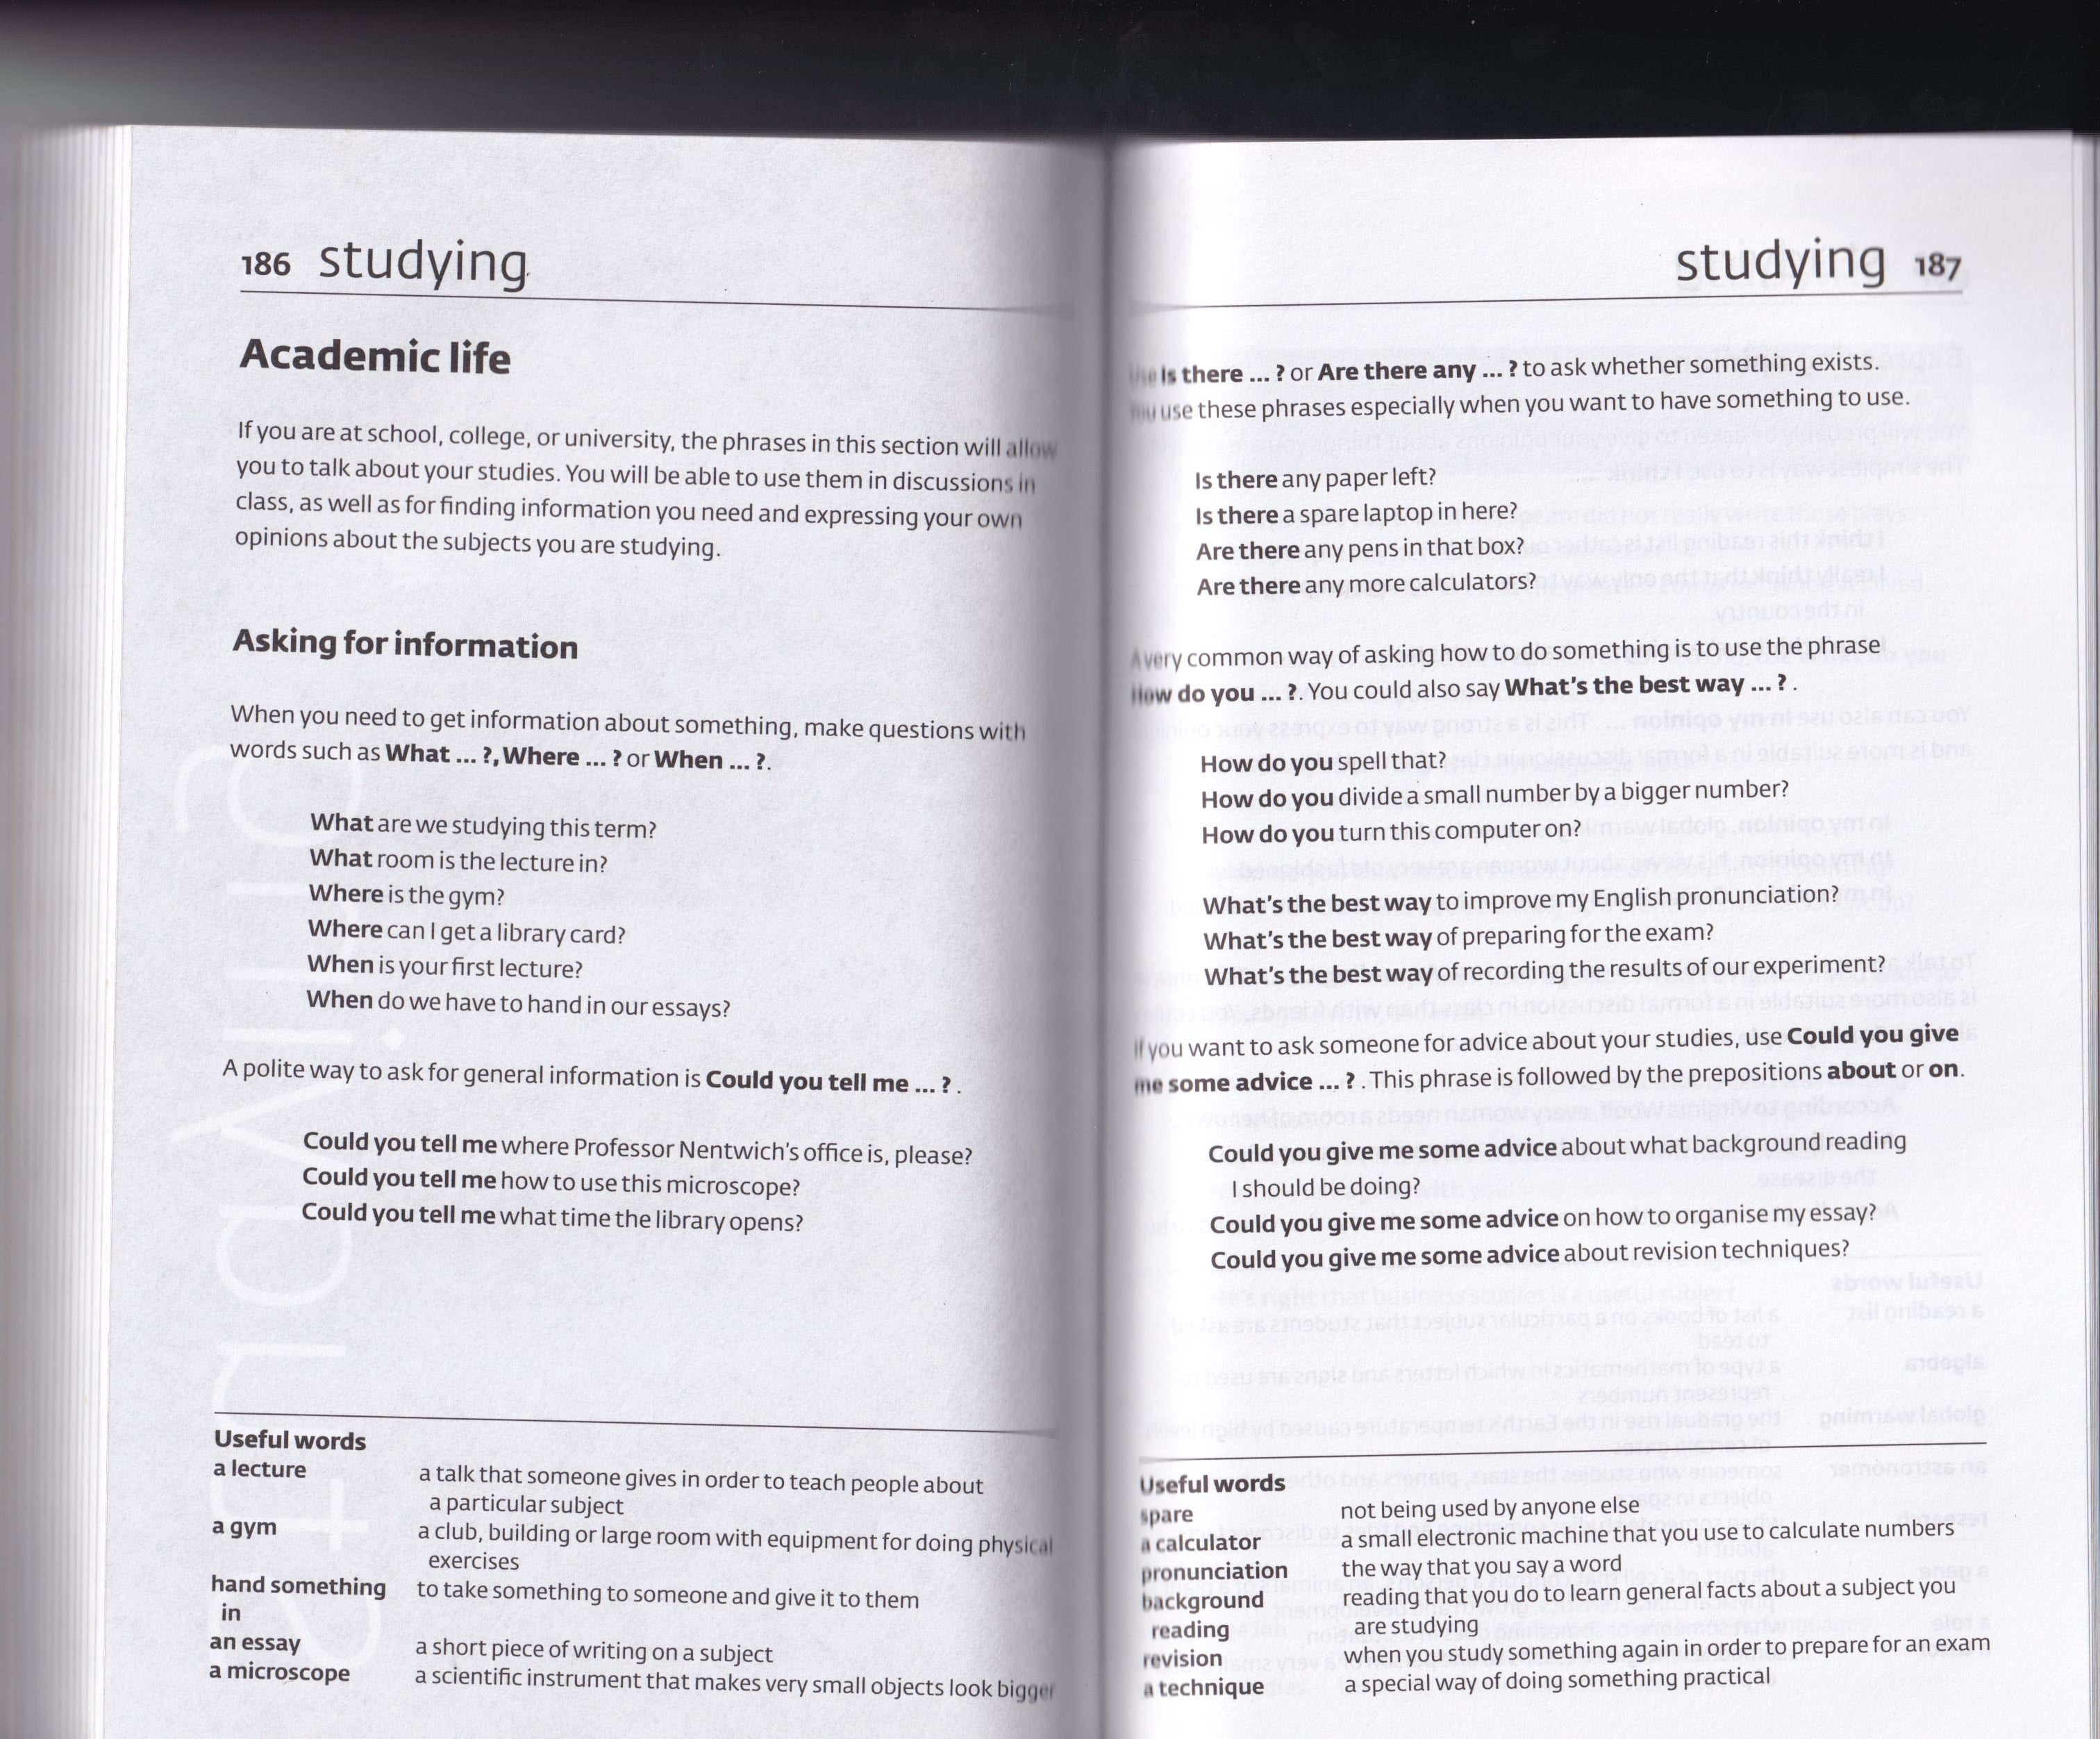 186 studying
Academic life
If you are at school, college, or university, the phrases in this section will allow
you to talk about your studies. You will be able to use them in discussions in
class, as well as for finding information you need and expressing your own
opinions about the subjects you are studying.
Asking for information
When you need to get information about something, make questions with
words such as What ... ?, Where ... ? or When ... ?.
What are we studying this term?
What room is the lecture in?
Where is the gym?
Where can I get a library card?
When is your first lecture?
When do we have to hand in our essays?
A polite way to ask for general information is Could you tell me ... ? .
Could you tell me where Professor Nentwich's office is, please?
Could you tell me how to use this microscope?
Could you tell me what time the library opens?
Useful words
a lecture a talk that someone gives in order to teach people about
a particular subject
a gym a club, building or large room with equipment for doing physical
exercises
hand something to take something to someone and give it to them
in
an essay a short piece of writing on a subject
a microscope a scientific instrument that makes very small objects look bigger
studying 187
Is there ... ? or Are there any ... ? to ask whether something exists.
use these phrases especially when you want to have something to use.
Is there any paper left?
Is there a spare laptop in here?
Are there any pens in that box?
Are there any more calculators?
A very common way of asking how to do something is to use the phrase
How do you ... ?. You could also say What's the best way ... ? .
How do you spell that?
How do you divide a small number by a bigger number?
How do you turn this computer on?
What's the best way to improve my English pronunciation?
What's the best way of preparing for the exam?
What's the best way of recording the results of our experiment?
If you want to ask someone for advice about your studies, use Could you give
me some advice ... ? . This phrase is followed by the prepositions about or on.
Could you give me some advice about what background reading
I should be doing?
Could you give me some advice on how to organise my essay?
Could you give me some advice about revision techniques?
Useful words
spare not being used by anyone else
a calculator a small electronic machine that you use to calculate numbers
pronunciation the way that you say a word
background reading that you do to learn general facts about a subject you
reading are studying
revision when you study something again in order to prepare for an exam
a technique a special way of doing something practical